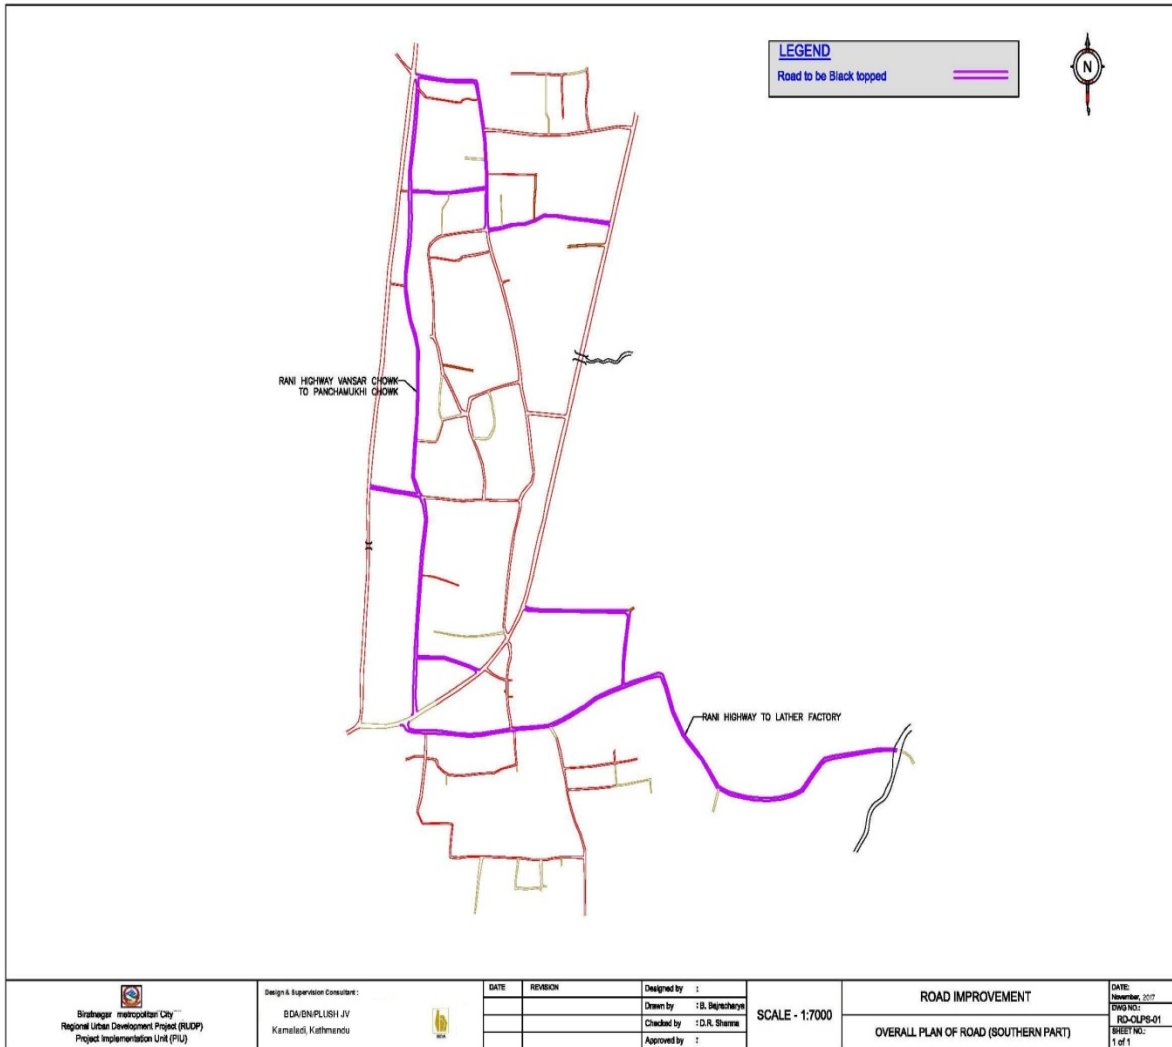 LEGEND
Road to be Black topped
N
RANI HIGHWAY VANSAR CHOWK
TO PANCHAMUKHI CHOWK
RANI HIGHWAY TO LATHER FACTORY
Biratnagar metropolitan City
Regional Urban Development Project (RUDP)
Project Implementation Unit (PIU)
Design & Supervision Consultant :
BDA/BN/PLUSH JV
Kamaladi, Kathmandu
BDA
DATE
REVISION
Designed by :
Drawn by : B. Bajracharya
Checked by : D.R. Sharma
Approved by :
SCALE - 1:7000
ROAD IMPROVEMENT
OVERALL PLAN OF ROAD (SOUTHERN PART)
DATE:
November, 2017
DWG NO.:
RD-OLPS-01
SHEET NO.:
1 of 1